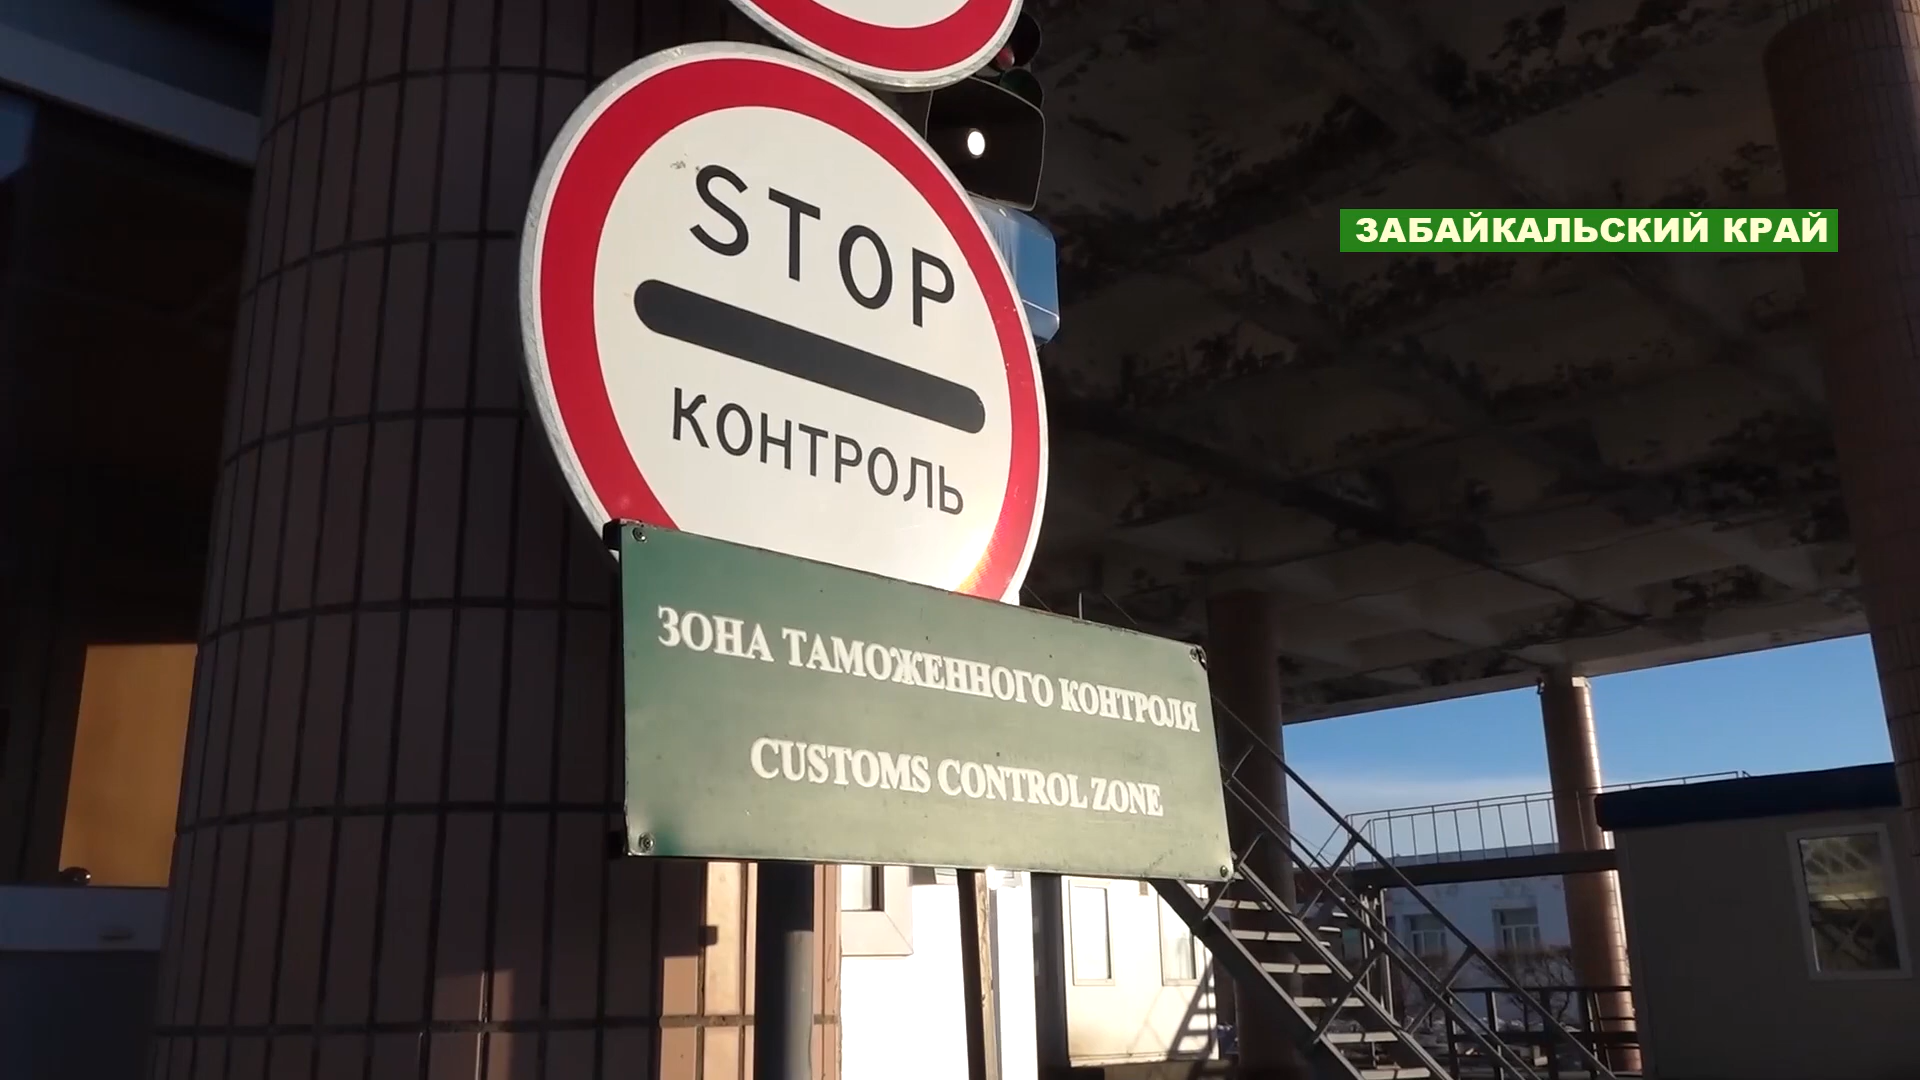 STOP
КОНТРОЛЬ
ЗАБАЙКАЛЬСКИЙ КРАЙ
ЗОНА ТАМОЖЕННОГО КОНТРОЛЯ
CUSTOMS CONTROL ZONE